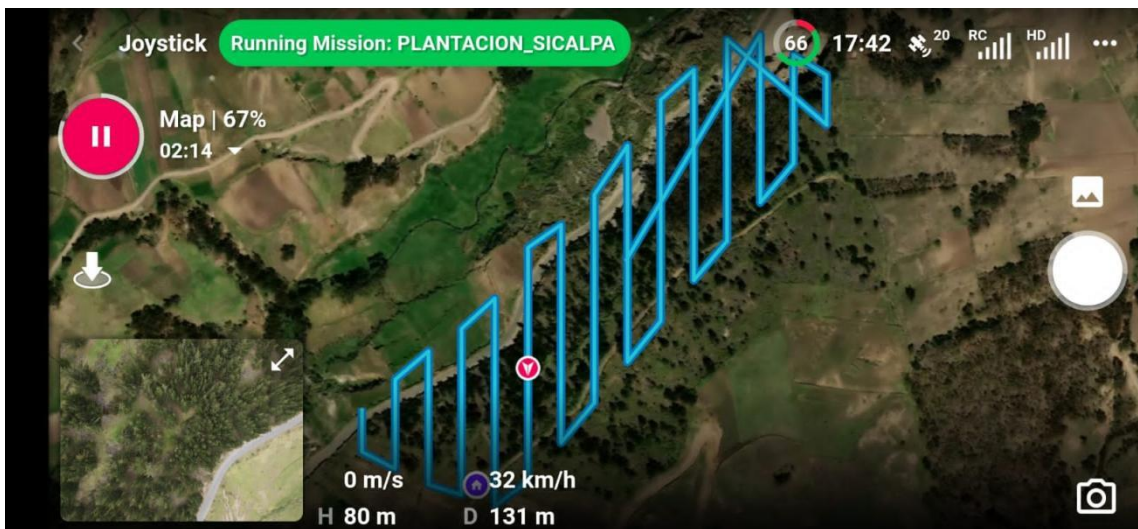 Joystick Running Mission: PLANTACION_SICALPA 66 17:42 20 RC HD
Map | 67%
02:14
0 m/s 32 km/h
H 80 m D 131 m